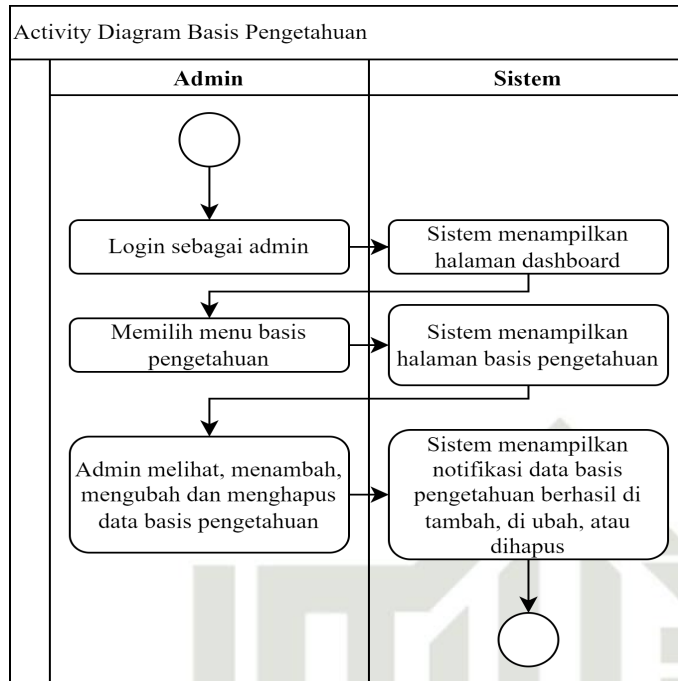 Activity Diagram Basis Pengetahuan
Admin
Sistem
Login sebagai admin
Sistem menampilkan
halaman dashboard
Memilih menu basis
pengetahuan
Sistem menampilkan
halaman basis pengetahuan
Admin melihat, menambah,
mengubah dan menghapus
data basis pengetahuan
Sistem menampilkan
notifikasi data basis
pengetahuan berhasil di
tambah, di ubah, atau
dihapus